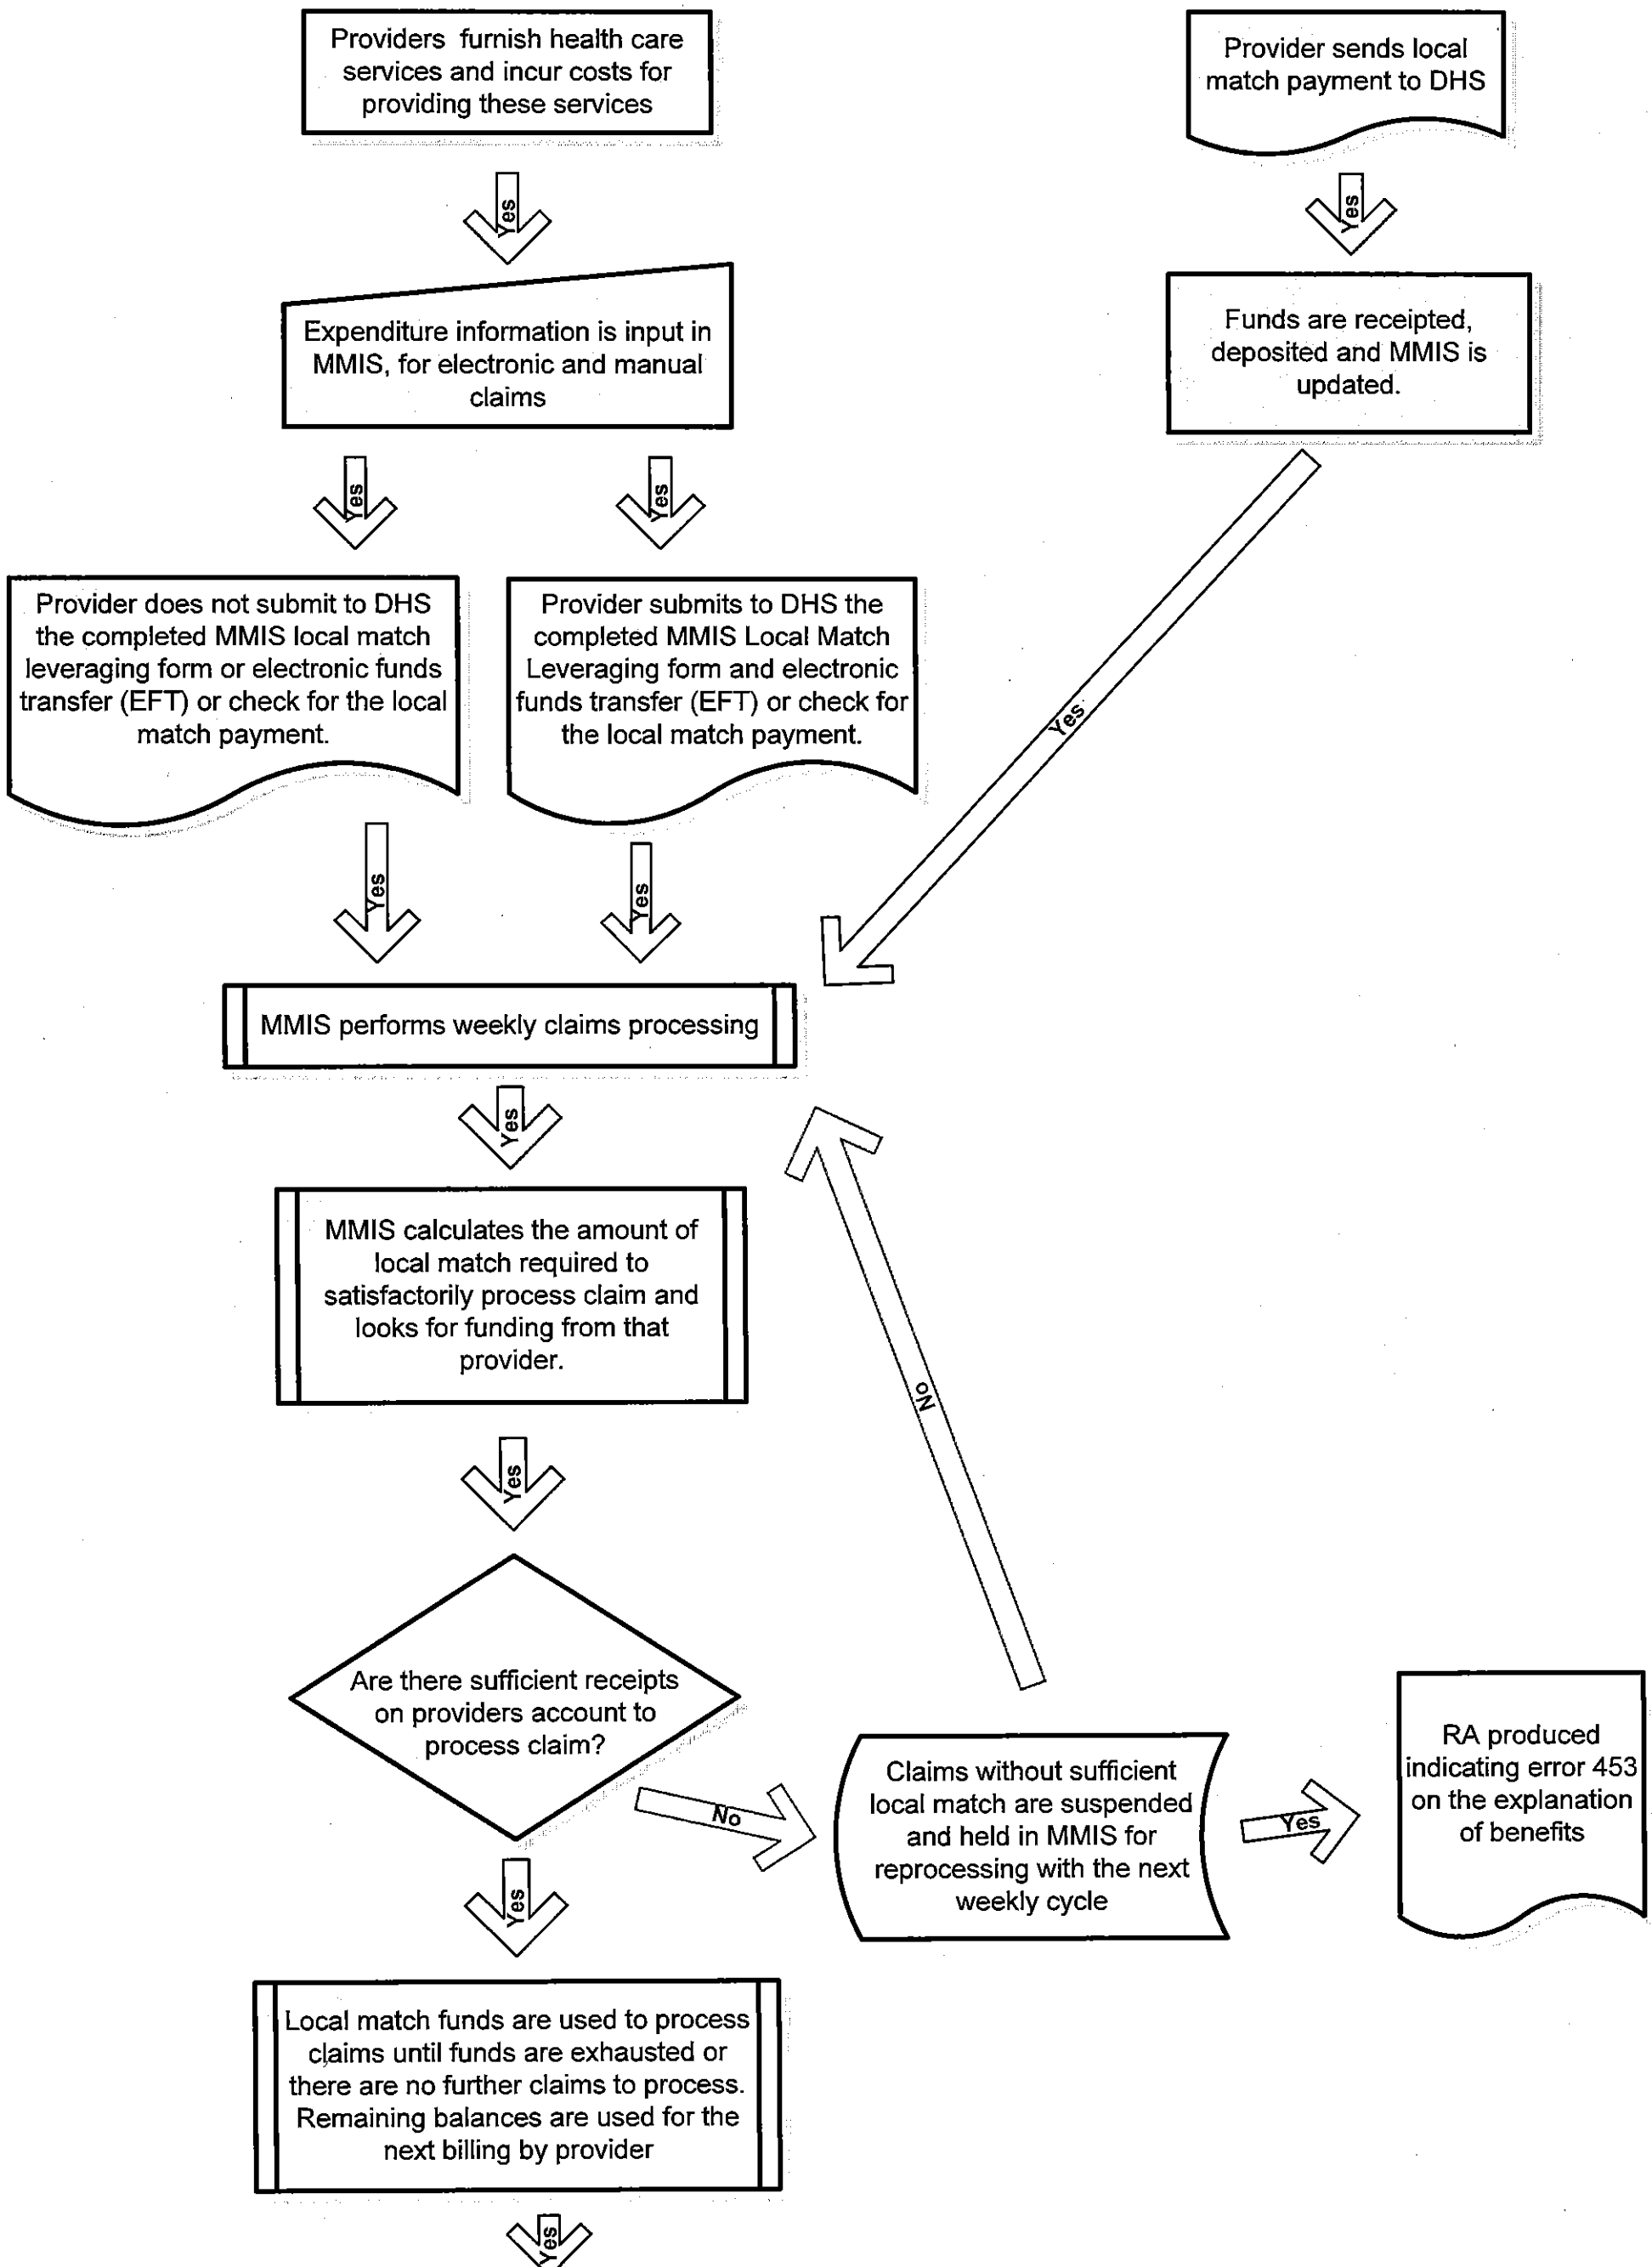 Providers furnish health care
services and incur costs for
providing these services
Provider sends local
match payment to DHS
Yes
Yes
Expenditure information is input in
MMIS, for electronic and manual
claims
Funds are receipted,
deposited and MMIS is
updated.
Yes
Yes
Provider does not submit to DHS
the completed MMIS local match
leveraging form or electronic funds
transfer (EFT) or check for the local
match payment.
Provider submits to DHS the
completed MMIS Local Match
Leveraging form and electronic
funds transfer (EFT) or check for
the local match payment.
Yes
Yes
Yes
MMIS performs weekly claims processing
Yes
MMIS calculates the amount of
local match required to
satisfactorily process claim and
looks for funding from that
provider.
No
Yes
Are there sufficient receipts
on providers account to
process claim?
No
Claims without sufficient
local match are suspended
and held in MMIS for
reprocessing with the next
weekly cycle
Yes
RA produced
indicating error 453
on the explanation
of benefits
Yes
Local match funds are used to process
claims until funds are exhausted or
there are no further claims to process.
Remaining balances are used for the
next billing by provider
Yes